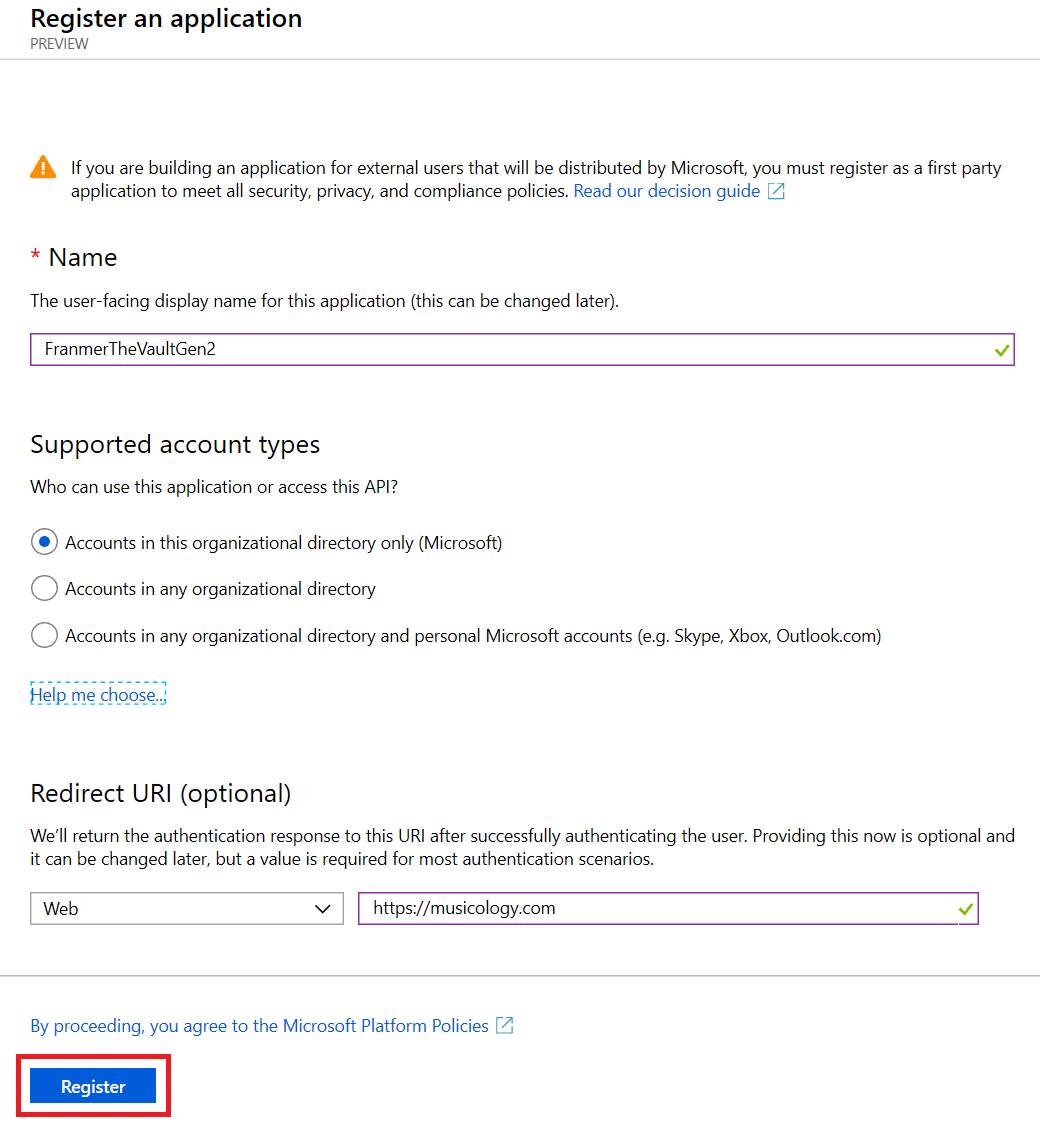 Register an application
PREVIEW
If you are building an application for external users that will be distributed by Microsoft, you must register as a first party
application to meet all security, privacy, and compliance policies. Read our decision guide
* Name
The user-facing display name for this application (this can be changed later).
FranmerTheVaultGen2
Supported account types
Who can use this application or access this API?
Accounts in this organizational directory only (Microsoft)
Accounts in any organizational directory
Accounts in any organizational directory and personal Microsoft accounts (e.g. Skype, Xbox, Outlook.com)
Help me choose...
Redirect URI (optional)
We'll return the authentication response to this URI after successfully authenticating the user. Providing this now is optional and
it can be changed later, but a value is required for most authentication scenarios.
Web https://musicology.com
By proceeding, you agree to the Microsoft Platform Policies
Register